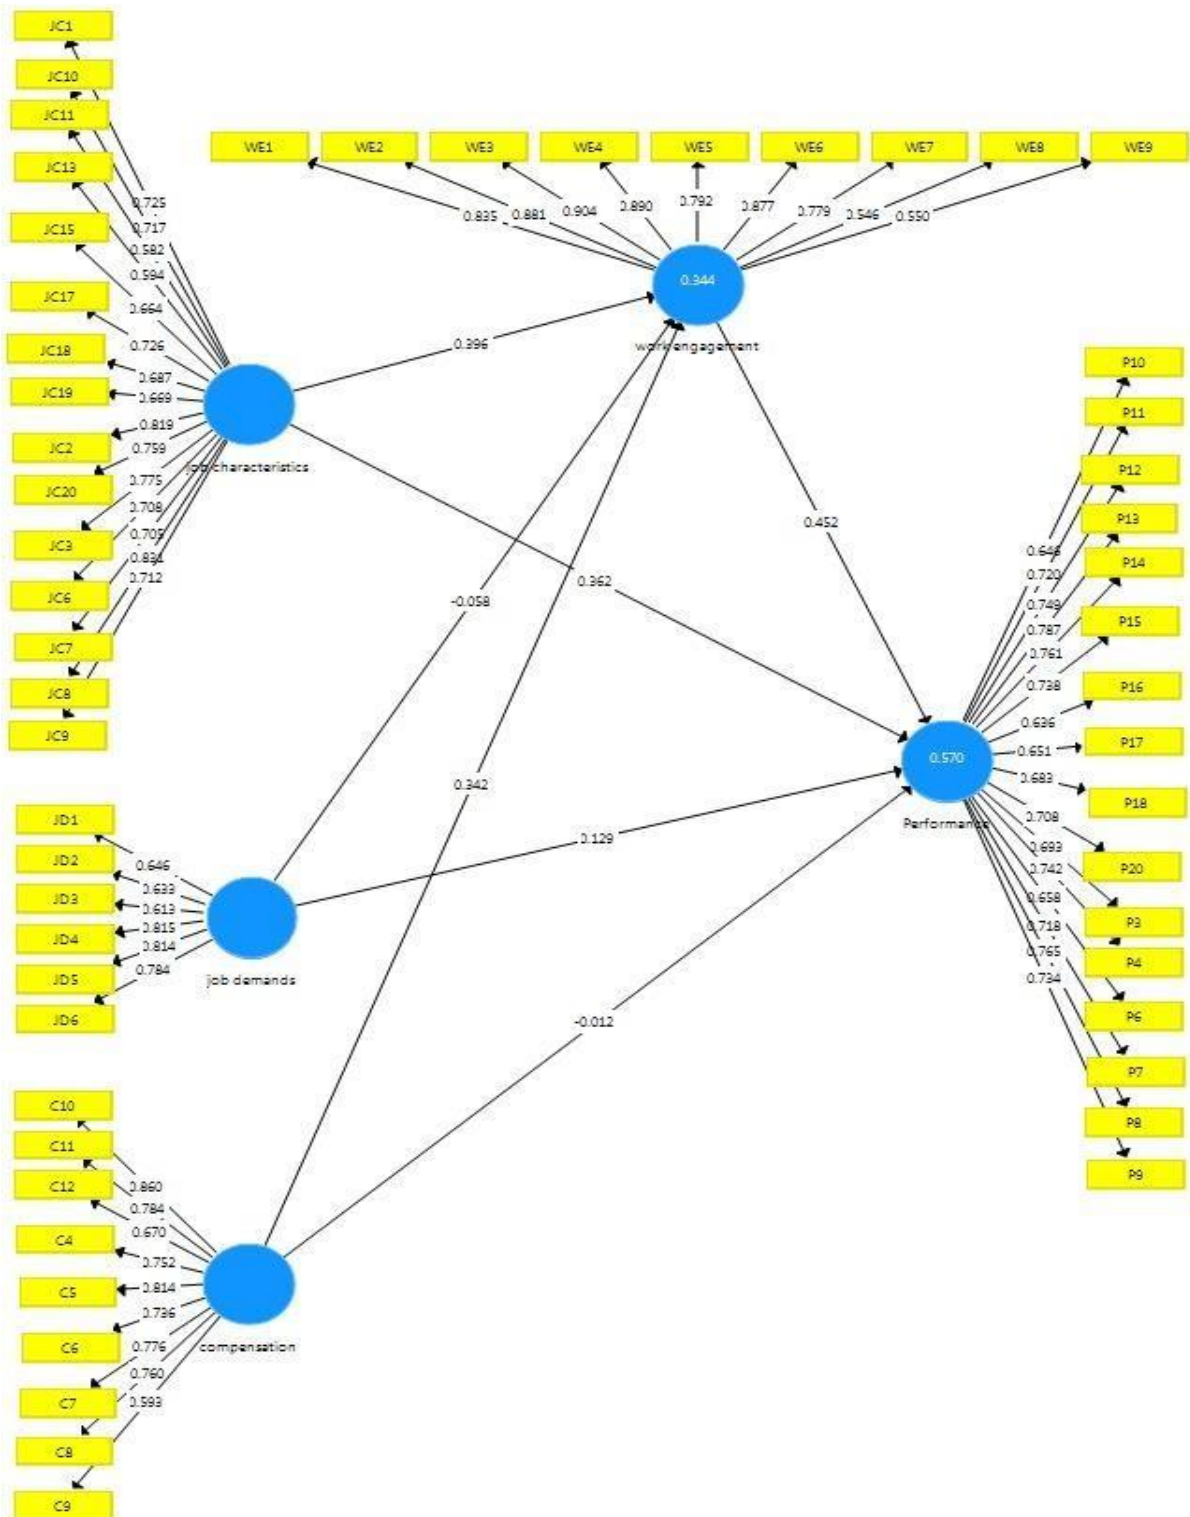 JC1
JC10
JC11
JC13
JC15
JC17
JC18
JC19
JC2
JC20
JC3
JC6
JC7
JC8
JC9
0.725
0.717
0.582
0.594
0.664
0.726
0.687
0.669
0.819
0.759
0.775
0.708
0.705
0.831
0.712
job characteristics
WE1 WE2 WE3 WE4 WE5 WE6 WE7 WE8 WE9
0.835 0.881 0.904 0.890 0.792 0.877 0.779 0.546 0.550
0.344
work engagement
0.396
-0.058
0.362
0.452
0.342
0.129
-0.012
JD1
JD2
JD3
JD4
JD5
JD6
0.646
0.633
0.613
0.815
0.814
0.784
job demands
C10
C11
C12
C4
C5
C6
C7
C8
C9
0.860
0.784
0.670
0.752
0.814
0.736
0.776
0.760
0.593
compensation
0.570
Performance
0.646
0.720
0.749
0.787
0.761
0.738
0.636
0.651
0.683
0.708
0.693
0.742
0.658
0.718
0.765
0.734
P10
P11
P12
P13
P14
P15
P16
P17
P18
P20
P3
P4
P6
P7
P8
P9